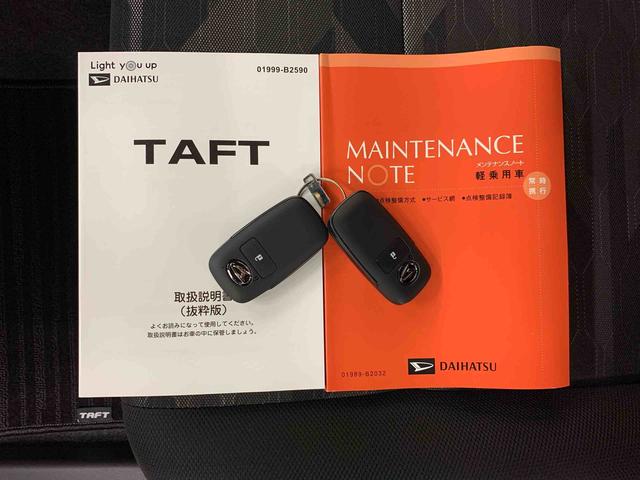 Light you up
DAIHATSU
01999-B2590
TAFT
取扱説明書
(抜粋版)
よくお読みになって使用してください。
取扱説明書はお車の中に保管しましょう。
MAINTENANCE
NOTE
メンテナンスノート
軽乗用車
常時
携行
点検整備方式 ●サービス網 ●点検整備記録簿
DAIHATSU
01989-B2032
TAFT